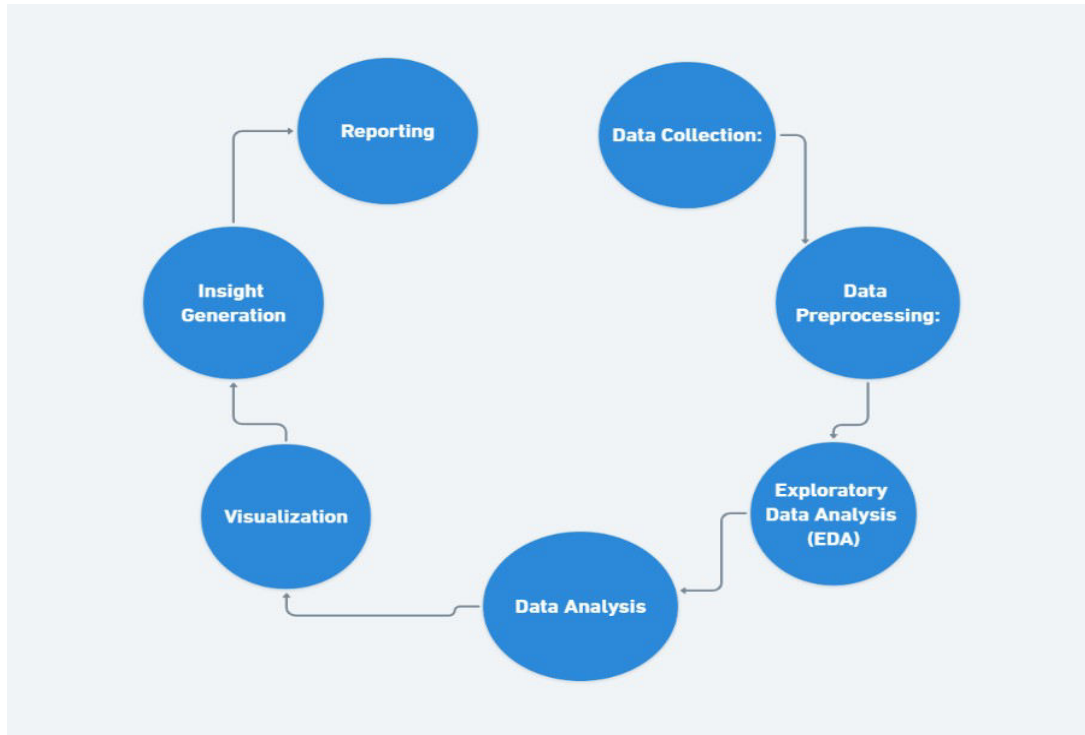 Data Collection:
Data
Preprocessing:
Exploratory
Data Analysis
(EDA)
Data Analysis
Visualization
Insight
Generation
Reporting